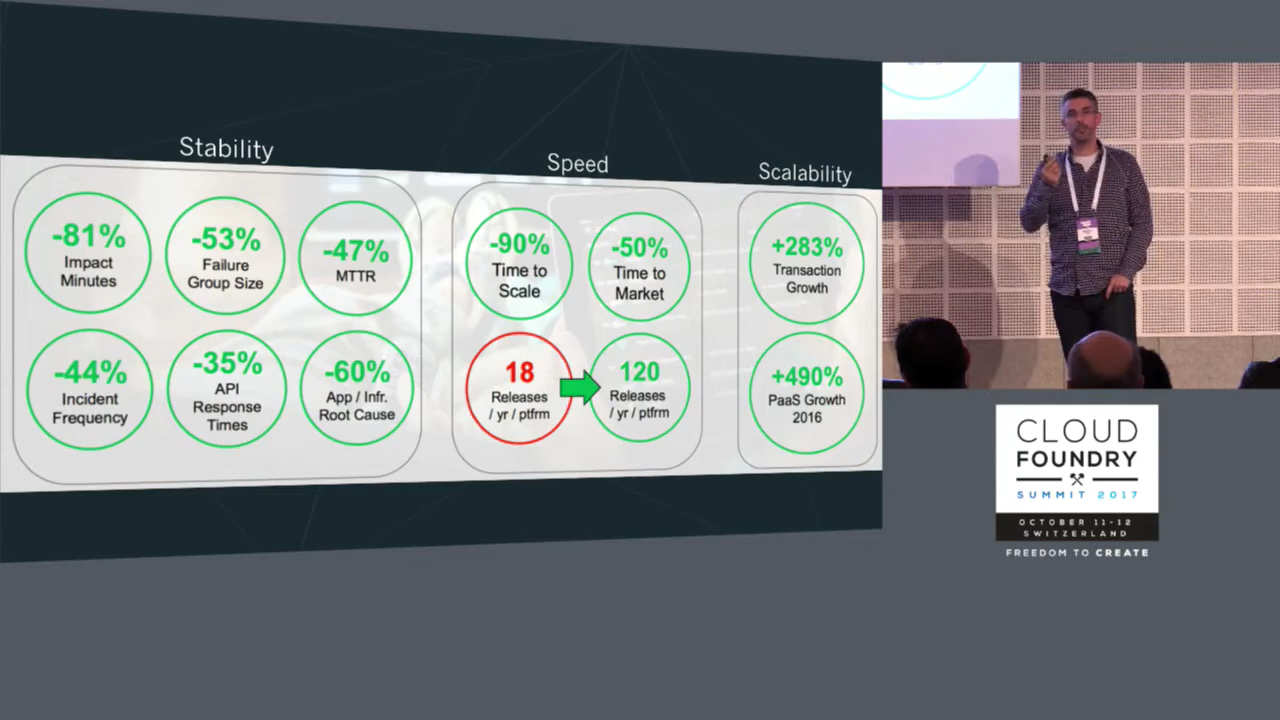 Stability
-81%
Impact
Minutes
-53%
Failure
Group Size
-47%
MTTR
-44%
Incident
Frequency
-35%
API
Response
Times
-60%
App / Infr.
Root Cause
Speed
-90%
Time to
Scale
-50%
Time to
Market
18
Releases
/ yr / ptfrm
120
Releases
/ yr / ptfrm
Scalability
+283%
Transaction
Growth
+490%
PaaS Growth
2016
CLOUD
FOUNDRY
SUMMIT 2017
OCTOBER 11-12
SWITZERLAND
FREEDOM TO CREATE